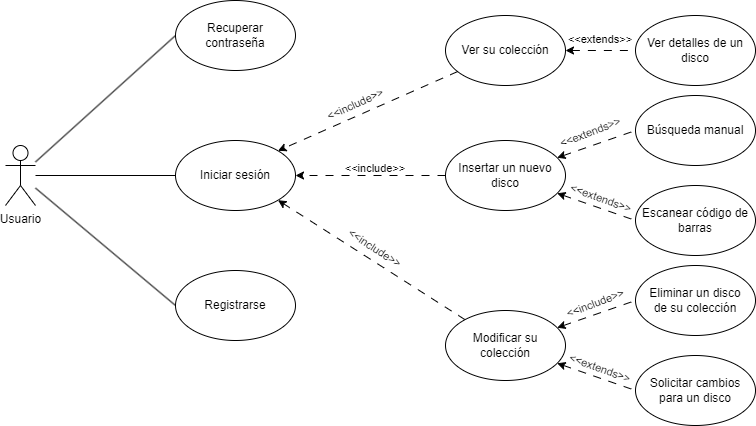 Recuperar
contraseña
Ver su colección
<<extends>>
Ver detalles de un
disco
<<include>>
Búsqueda manual
<<extends>>
Usuario
Iniciar sesión
<<include>>
Insertar un nuevo
disco
<<extends>>
Escanear código de
barras
<<include>>
Registrarse
Eliminar un disco
de su colección
<<include>>
Modificar su
colección
<<extends>>
Solicitar cambios
para un disco